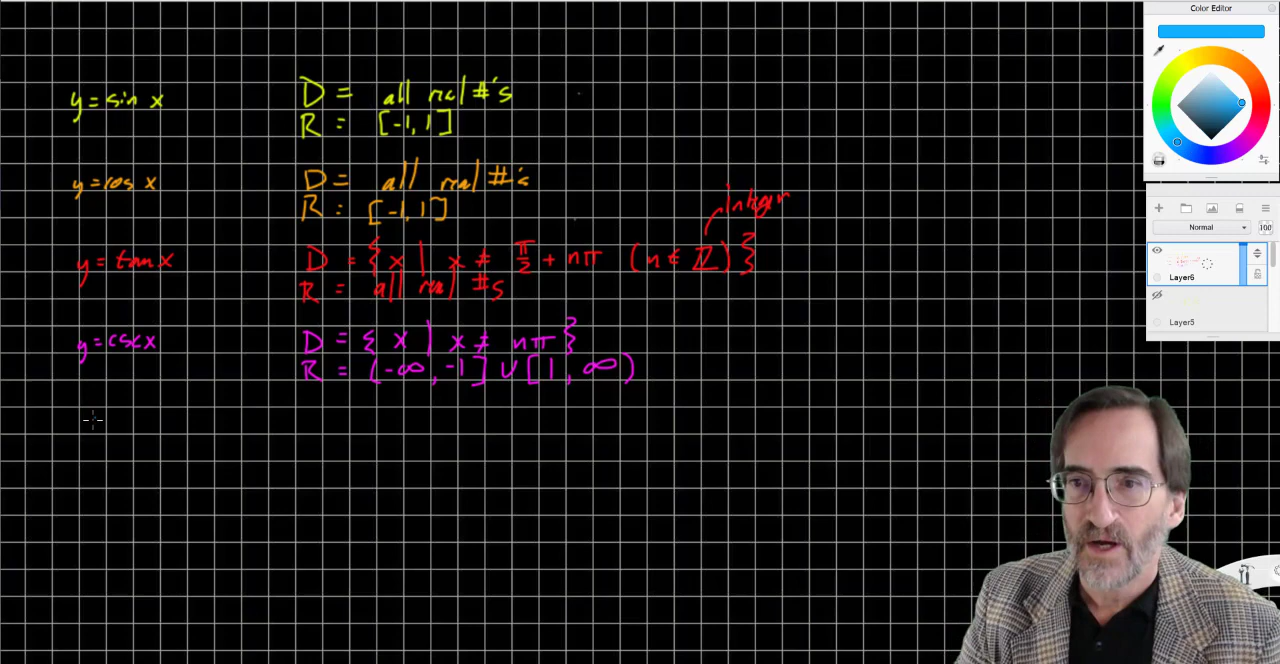 Color Editor
y = sin x
D = all real #'s
R = [-1, 1]
y = cos x
D = all real #'s
R = [-1, 1]
integer
y = tan x
D = { x | x ≠ π/2 + nπ (n ∈ ℤ) }
R = all real #s
y = csc x
D = { x | x ≠ nπ }
R = (-∞, -1] ∪ [1, ∞)
Normal
100
Layer6
Layer5